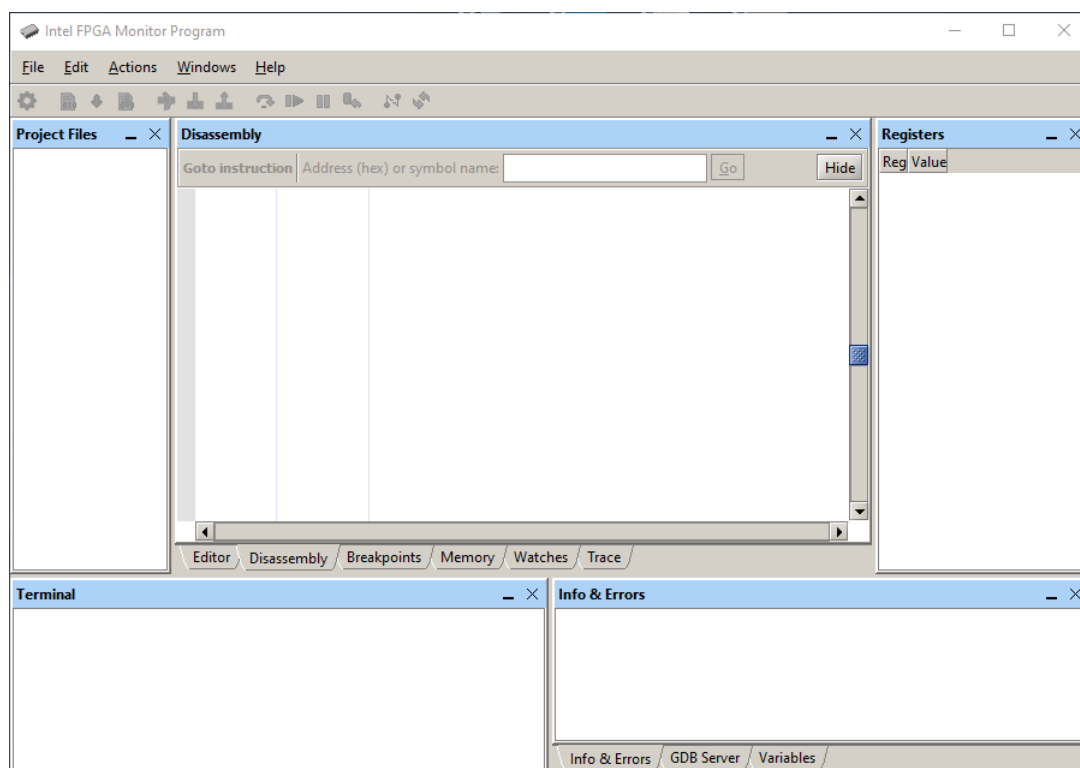 Intel FPGA Monitor Program
File Edit Actions Windows Help
Project Files
Disassembly
Registers
Goto instruction Address (hex) or symbol name: Go Hide
Reg Value
Editor Disassembly Breakpoints Memory Watches Trace
Terminal
Info & Errors
Info & Errors GDB Server Variables